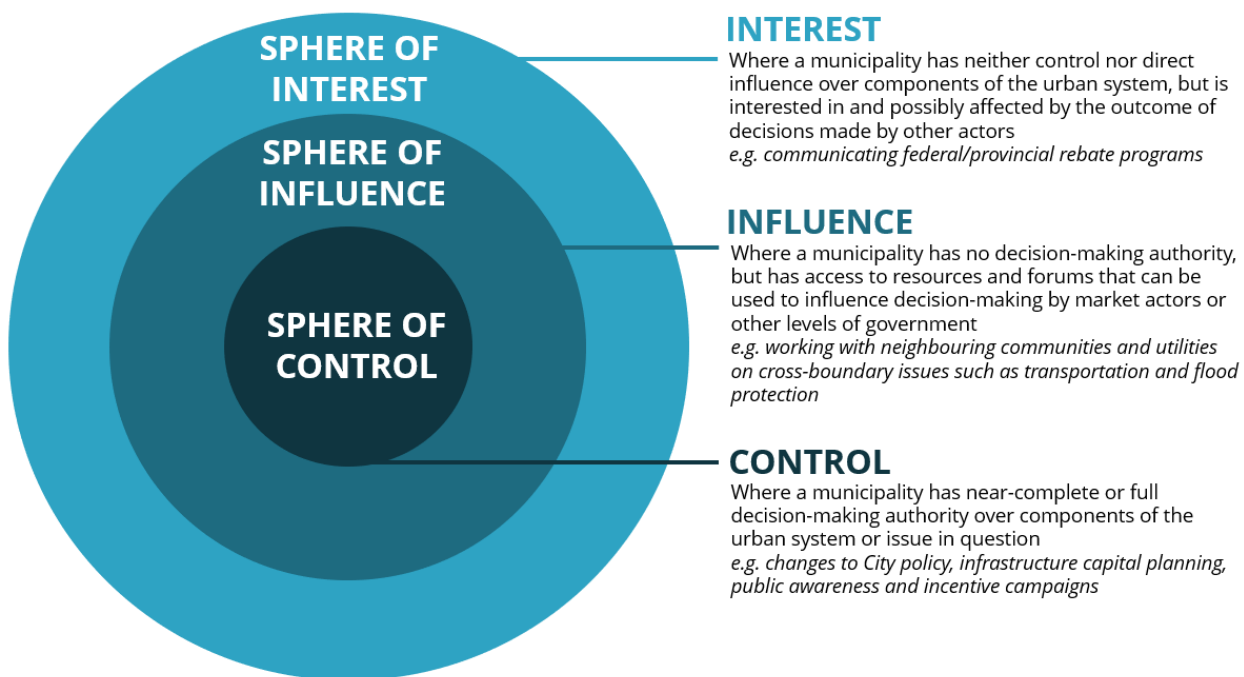 SPHERE OF
INTEREST
SPHERE OF
INFLUENCE
SPHERE OF
CONTROL
INTEREST
Where a municipality has neither control nor direct
influence over components of the urban system, but is
interested in and possibly affected by the outcome of
decisions made by other actors
e.g. communicating federal/provincial rebate programs
INFLUENCE
Where a municipality has no decision-making authority,
but has access to resources and forums that can be
used to influence decision-making by market actors or
other levels of government
e.g. working with neighbouring communities and utilities
on cross-boundary issues such as transportation and flood
protection
CONTROL
Where a municipality has near-complete or full
decision-making authority over components of the
urban system or issue in question
e.g. changes to City policy, infrastructure capital planning,
public awareness and incentive campaigns